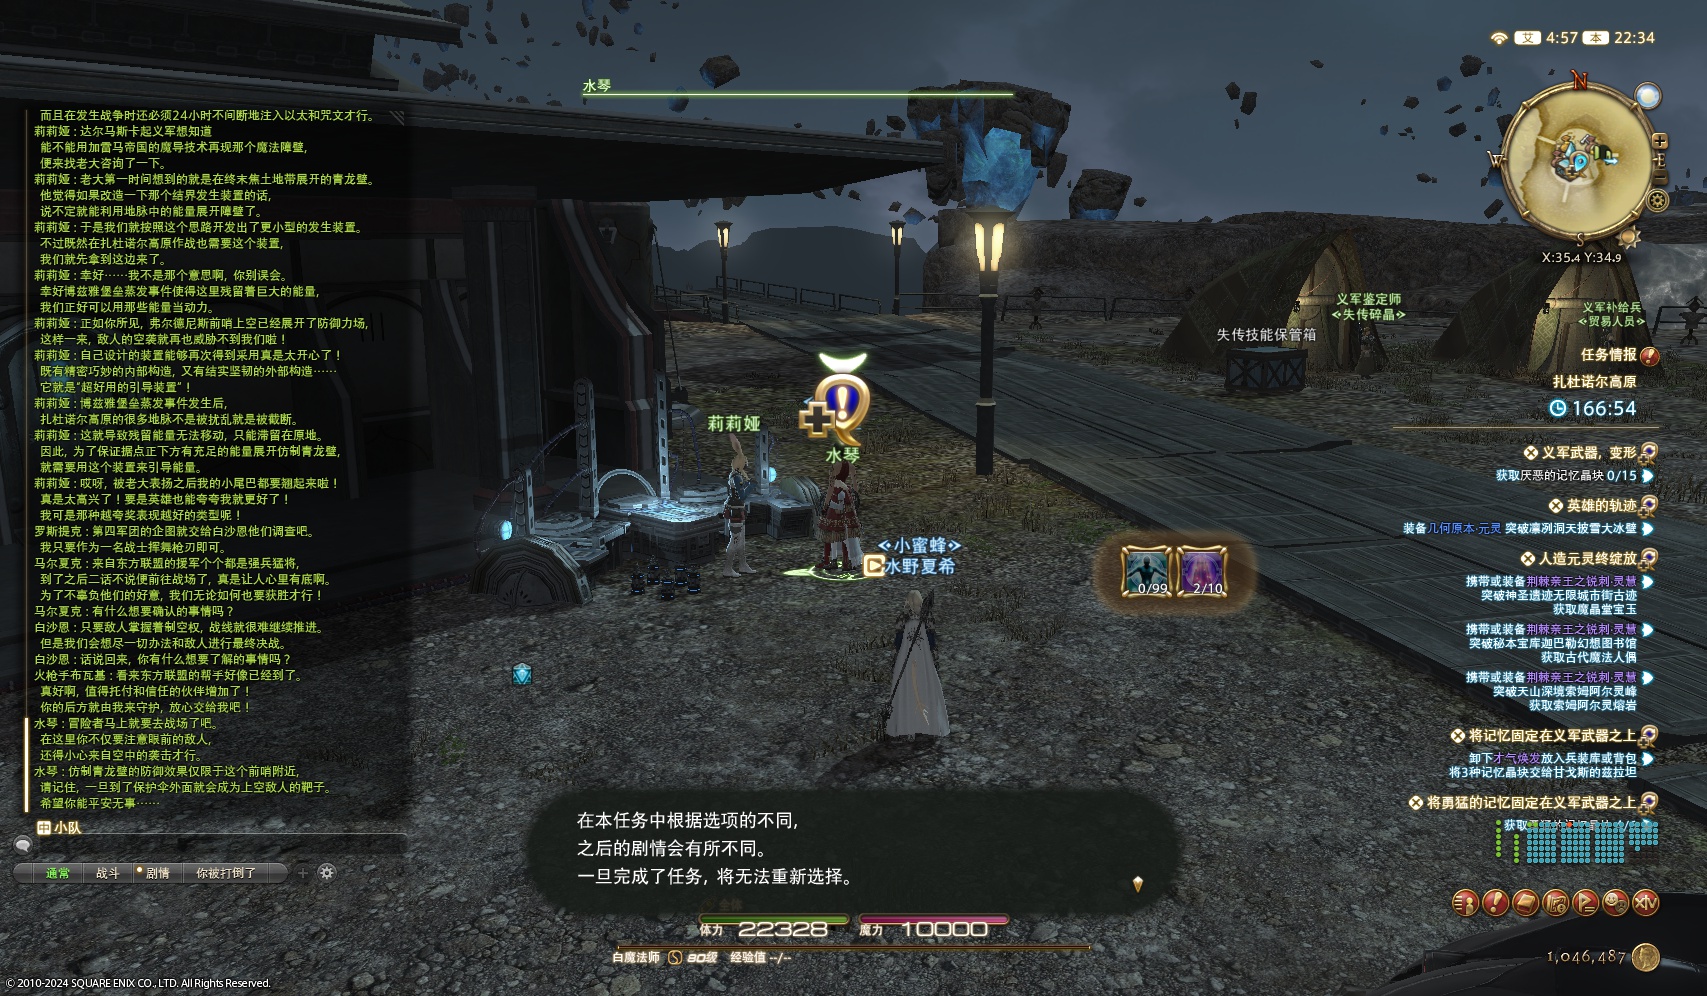 而且在发生战争时还必须24小时不间断地注入以太和咒文才行。
莉莉娅：达尔马斯卡起义军想知道
能不能用加雷马帝国的魔导技术再现那个魔法障壁，
便来找老大咨询了一下。
莉莉娅：老大第一时间想到的就是在终末焦土地带展开的青龙壁。
他觉得如果改造一下那个结界发生装置的话，
说不定就能利用地脉中的能量展开障壁了。
莉莉娅：于是我们就按照这个思路开发出了更小型的发生装置。
不过既然在扎杜诺尔高原作战也需要这个装置，
我们就先拿到这边来了。
莉莉娅：幸好……我不是那个意思啊，你别误会。
幸好博兹雅堡垒蒸发事件使得这里残留着巨大的能量，
我们正好可以用那些能量当动力。
莉莉娅：正如你所见，弗尔德尼斯前哨上空已经展开了防御力场，
这样一来，敌人的空袭就再也威胁不到我们啦！
莉莉娅：自己设计的装置能够再次得到采用真是太开心了！
既有精密巧妙的内部构造，又有结实坚韧的外部构造……
它就是“超好用的引导装置”！
莉莉娅：博兹雅堡垒蒸发事件发生后，
扎杜诺尔高原的很多地脉不是被扰乱就是被截断。
莉莉娅：这就导致残留能量无法移动，只能滞留在原地。
因此，为了保证据点正下方有充足的能量展开仿制青龙壁，
就需要用这个装置来引导能量。
莉莉娅：哎呀，被老大表扬之后我的小尾巴都要翘起来啦！
真是太高兴了！要是英雄也能夸夸我就更好了！
我可是那种越夸奖表现越好的类型呢！
罗斯提克：第四军团的企图就交给白沙恩他们调查吧。
我只要作为一名战士挥舞枪刃即可。
马尔夏克：来自东方联盟的援军个个都是强兵猛将，
到了之后二话不说便前往战场了，真是让人心里有底啊。
为了不辜负他们的好意，我们无论如何也要获胜才行！
马尔夏克：有什么想要确认的事情吗？
白沙恩：只要敌人掌握着制空权，战线就很难继续推进。
但是我们会想尽一切办法和敌人进行最终决战。
白沙恩：话说回来，你有什么想要了解的事情吗？
火枪手布瓦基：看来东方联盟的帮手好像已经到了。
真好啊，值得托付和信任的伙伴增加了！
你的后方就由我来守护，放心交给我吧！
水琴：冒险者马上就要去战场了吧。
在这里你不仅要注意眼前的敌人，
还得小心来自空中的袭击才行。
水琴：仿制青龙壁的防御效果仅限于这个前哨附近，
请记住，一旦到了保护伞外面就会成为上空敌人的靶子。
希望你能平安无事……
小队
通常 战斗 剧情 你被打倒了
© 2010-2024 SQUARE ENIX CO., LTD. All Rights Reserved.
水琴
莉莉娅
水琴
«小蜜蜂»
水野夏希
0/99 2/10
失传技能保管箱
义军鉴定师
<失传碎晶>
义军补给兵
<贸易人员>
艾 4:57 本 22:34
N
W
E
S
X:35.4 Y:34.9
任务情报
扎杜诺尔高原
166:54
义军武器，变形
获取厌恶的记忆晶块 0/15
英雄的轨迹
装备几何原本·元灵 突破凛冽洞天披雪大冰壁
人造元灵终绽放
携带或装备荆棘亲王之锐刺·灵慧
突破神圣遗迹无限城市街古迹
获取魔晶堂宝玉
携带或装备荆棘亲王之锐刺·灵慧
突破秘本宝库迦巴勒幻想图书馆
获取古代魔法人偶
携带或装备荆棘亲王之锐刺·灵慧
突破天山深境索姆阿尔灵峰
获取索姆阿尔灵熔岩
将记忆固定在义军武器之上
卸下才气焕发放入兵装库或背包
将3种记忆晶块交给甘戈斯的兹拉坦
将勇猛的记忆固定在义军武器之上
获取
在本任务中根据选项的不同，
之后的剧情会有所不同。
一旦完成了任务，将无法重新选择。
体力 22328 魔力 10000
白魔法师 80级 经验值 --/--
XIV
1,046,487